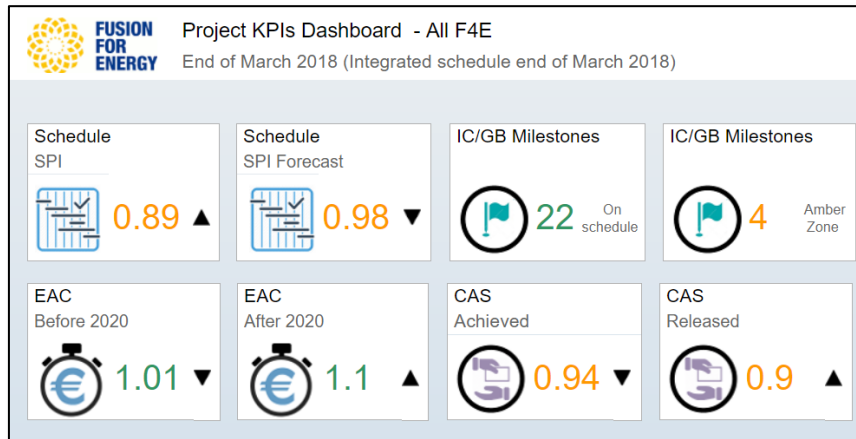 FUSION
FOR
ENERGY
Project KPIs Dashboard - All F4E
End of March 2018 (Integrated schedule end of March 2018)
Schedule
SPI
0.89 ▲
Schedule
SPI Forecast
0.98 ▼
IC/GB Milestones
22 On
schedule
IC/GB Milestones
4 Amber
Zone
EAC
Before 2020
€ 1.01 ▼
EAC
After 2020
€ 1.1 ▲
CAS
Achieved
0.94 ▼
CAS
Released
0.9 ▲